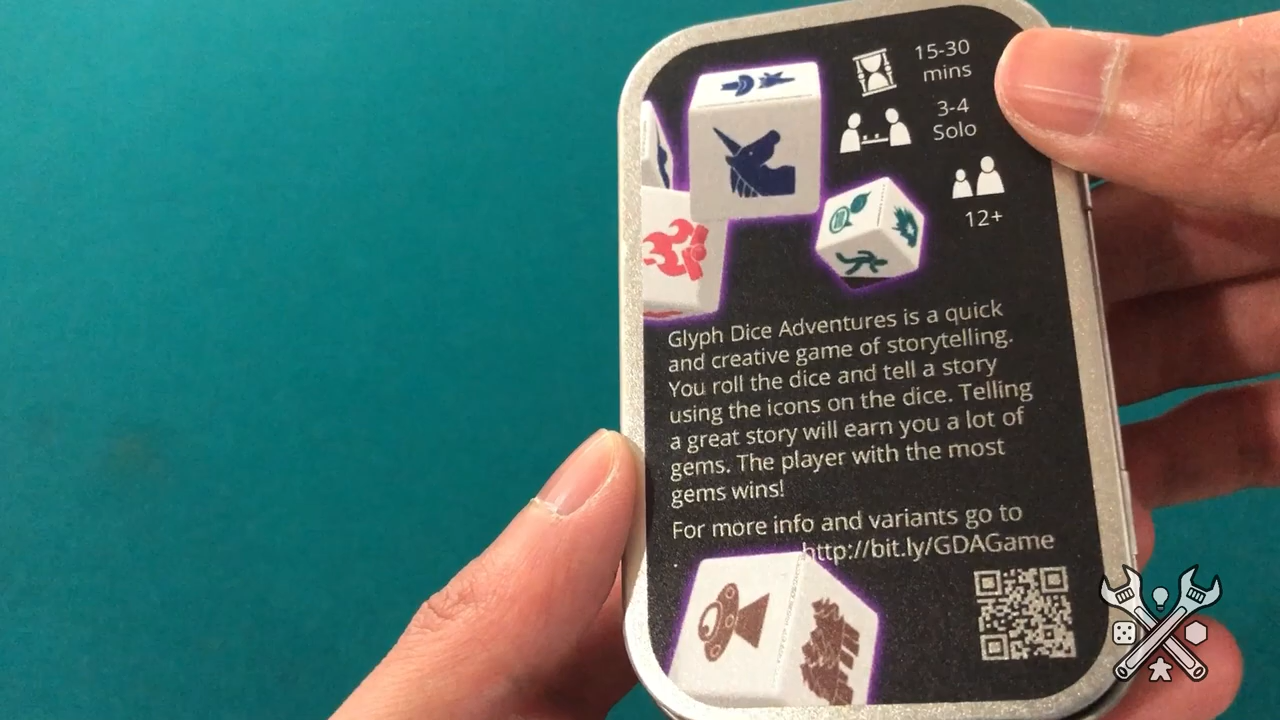 15-30
mins
3-4
Solo
12+
Glyph Dice Adventures is a quick
and creative game of storytelling.
You roll the dice and tell a story
using the icons on the dice. Telling
a great story will earn you a lot of
gems. The player with the most
gems wins!
For more info and variants go to
http://bit.ly/GDAGame